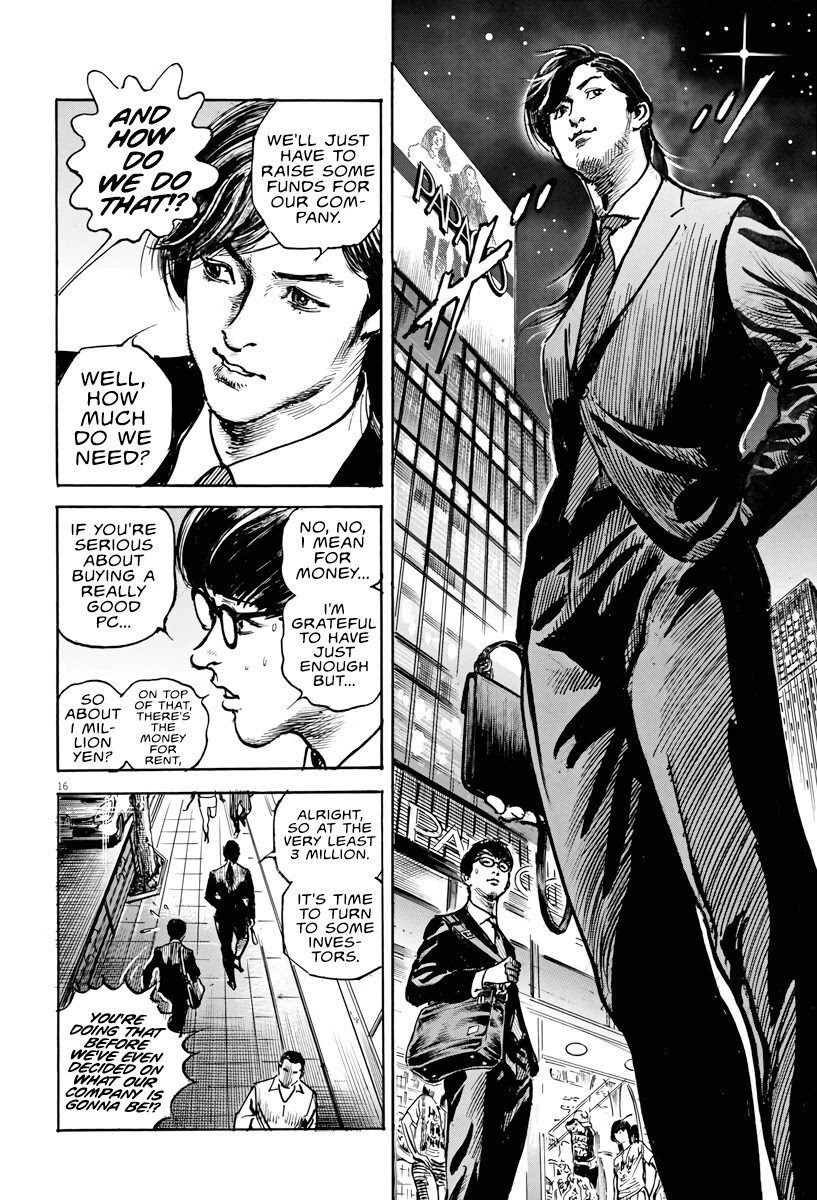 WE'LL JUST
HAVE TO
RAISE SOME
FUNDS FOR
OUR COM-
PANY.
AND
HOW
DO
WE DO
THAT!?
WELL,
HOW
MUCH
DO WE
NEED?
NO, NO,
I MEAN
FOR
MONEY...
I'M
GRATEFUL
TO HAVE
JUST
ENOUGH
BUT...
IF YOU'RE
SERIOUS
ABOUT
BUYING A
REALLY
GOOD
PC...
ON TOP
OF THAT,
THERE'S
THE
MONEY
FOR
RENT,
SO
ABOUT
1 MIL-
LION
YEN?
16
ALRIGHT,
SO AT THE
VERY LEAST
3 MILLION.
IT'S TIME
TO TURN
TO SOME
INVES-
TORS.
YOU'RE
DOING THAT
BEFORE
WE'VE EVEN
DECIDED ON
WHAT OUR
COMPANY IS
GONNA BE!?